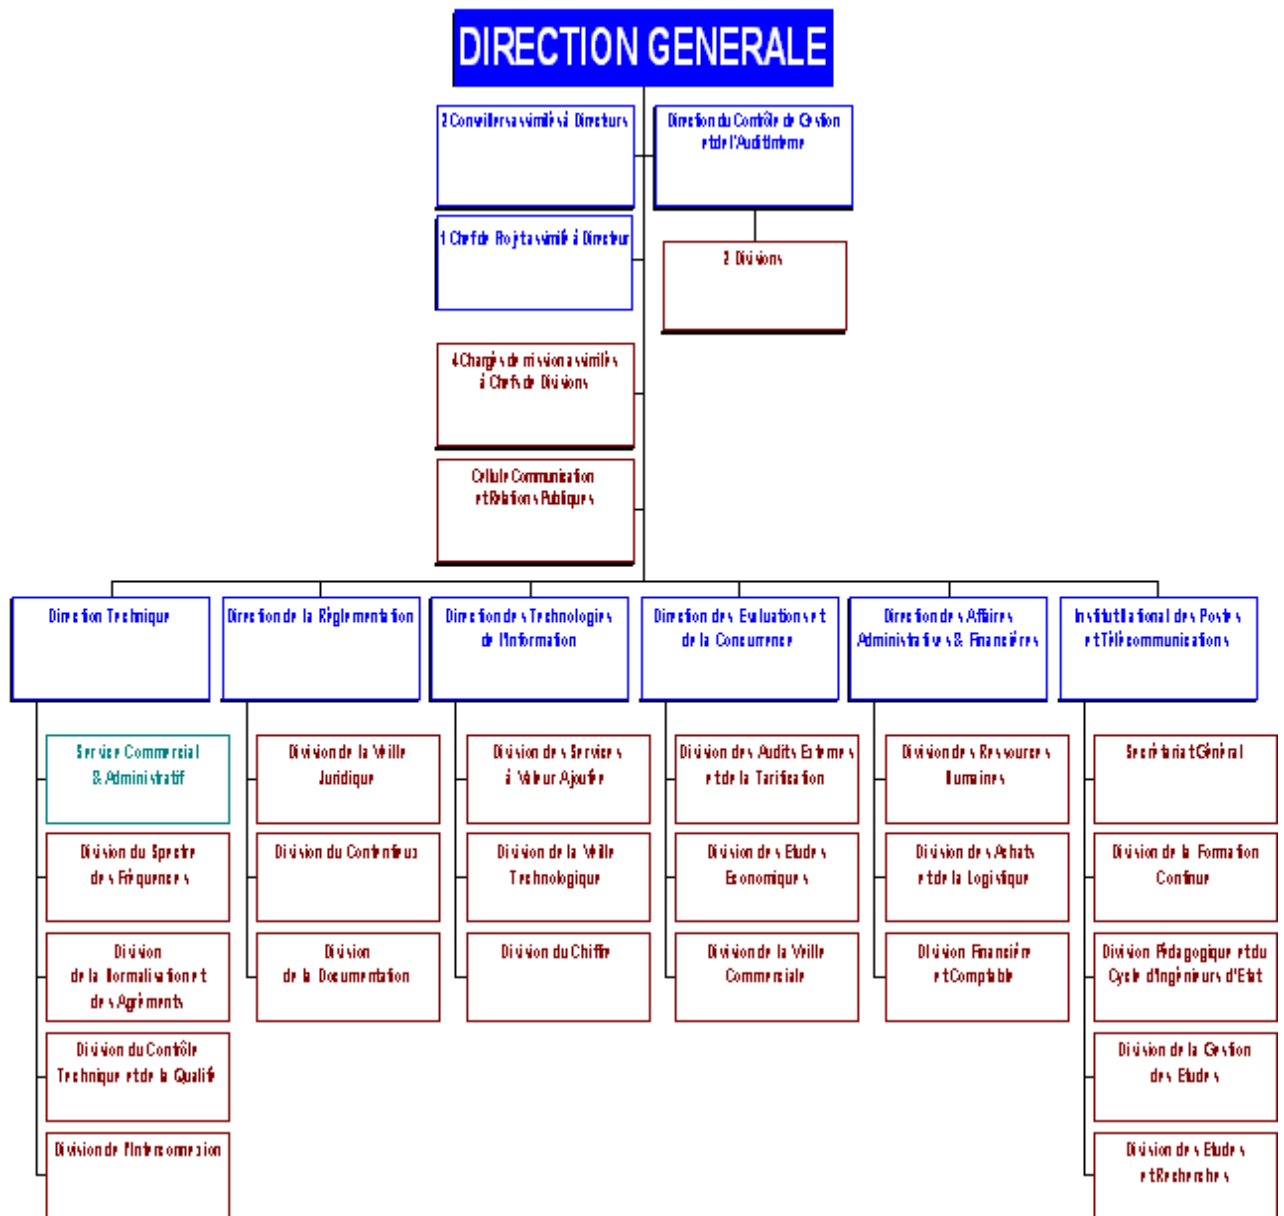 DIRECTION GENERALE
2 Conseillers assimilés à Directeurs
Direction du Contrôle de Gestion
et de l'Audit Interne
1 Chef de Projet assimilé à Directeur
2 Divisions
4 Chargés de mission assimilés
à Chefs de Divisions
Cellule Communication
et Relations Publiques
Direction Technique
Direction de la Règlementation
Direction des Technologies
de l'Information
Direction des Evaluations et
de la Concurrence
Direction des Affaires
Administratives & Financières
Institut National des Postes
et Télécommunications
Service Commercial
& Administratif
Division du Spectre
des Fréquences
Division
de la Normalisation et
des Agréments
Division du Contrôle
Technique et de la Qualité
Division de l'Interconnexion
Division de la Veille
Juridique
Division du Contentieux
Division
de la Documentation
Division des Services
à Valeur Ajoutée
Division de la Veille
Technologique
Division du Chiffre
Division des Audits Externes
et de la Tarification
Division des Etudes
Economiques
Division de la Veille
Commerciale
Division des Ressources
Humaines
Division des Achats
et de la Logistique
Division Financière
et Comptable
Secrétariat Général
Division de la Formation
Continue
Division Pédagogique et du
Cycle d'Ingénieurs d'Etat
Division de la Gestion
des Etudes
Division des Etudes
et Recherches